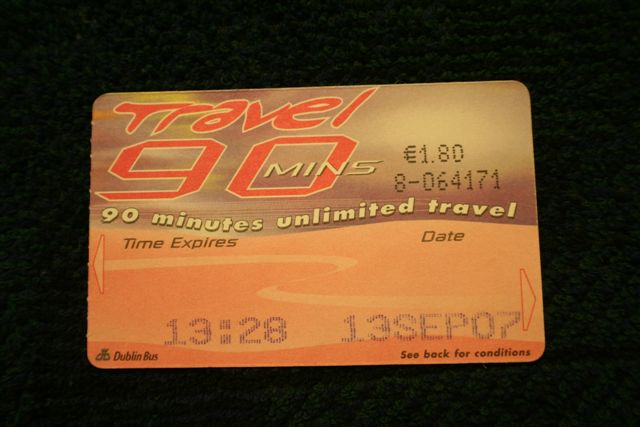 Travel
90 MINS
€1.80
8-064171
90 minutes unlimited travel
Time Expires Date
13:28 13SEP07
Dublin Bus See back for conditions